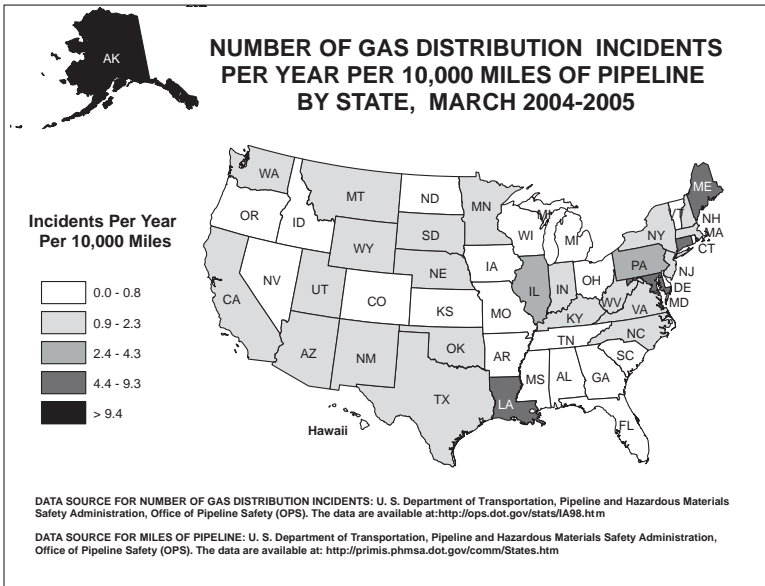 AK
NUMBER OF GAS DISTRIBUTION INCIDENTS
PER YEAR PER 10,000 MILES OF PIPELINE
BY STATE, MARCH 2004-2005
WA
MT
ND
MN
ME
OR
ID
WY
SD
WI
MI
MI
NY
VT
NH
MA
CT
NV
UT
CO
NE
IA
IL
IN
OH
PA
NJ
DE
MD
CA
KS
MO
KY
WV
VA
AZ
NM
OK
AR
TN
NC
SC
TX
LA
MS
AL
GA
FL
Hawaii
Incidents Per Year
Per 10,000 Miles
0.0 - 0.8
0.9 - 2.3
2.4 - 4.3
4.4 - 9.3
> 9.4
DATA SOURCE FOR NUMBER OF GAS DISTRIBUTION INCIDENTS: U. S. Department of Transportation, Pipeline and Hazardous Materials
Safety Administration, Office of Pipeline Safety (OPS). The data are available at:http://ops.dot.gov/stats/IA98.htm
DATA SOURCE FOR MILES OF PIPELINE: U. S. Department of Transportation, Pipeline and Hazardous Materials Safety Administration,
Office of Pipeline Safety (OPS). The data are available at: http://primis.phmsa.dot.gov/comm/States.htm